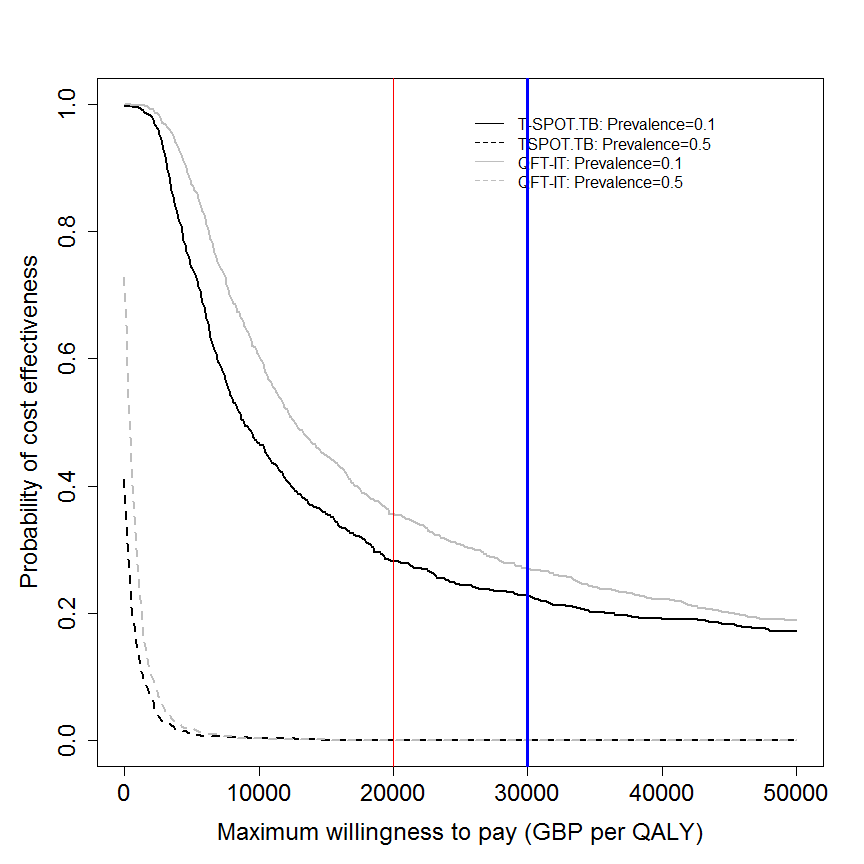 T-SPOT.TB: Prevalence=0.1
TSPOT.TB: Prevalence=0.5
QFT-IT: Prevalence=0.1
QFT-IT: Prevalence=0.5
Probability of cost effectiveness
1.0
0.8
0.6
0.4
0.2
0.0
0 10000 20000 30000 40000 50000
Maximum willingness to pay (GBP per QALY)